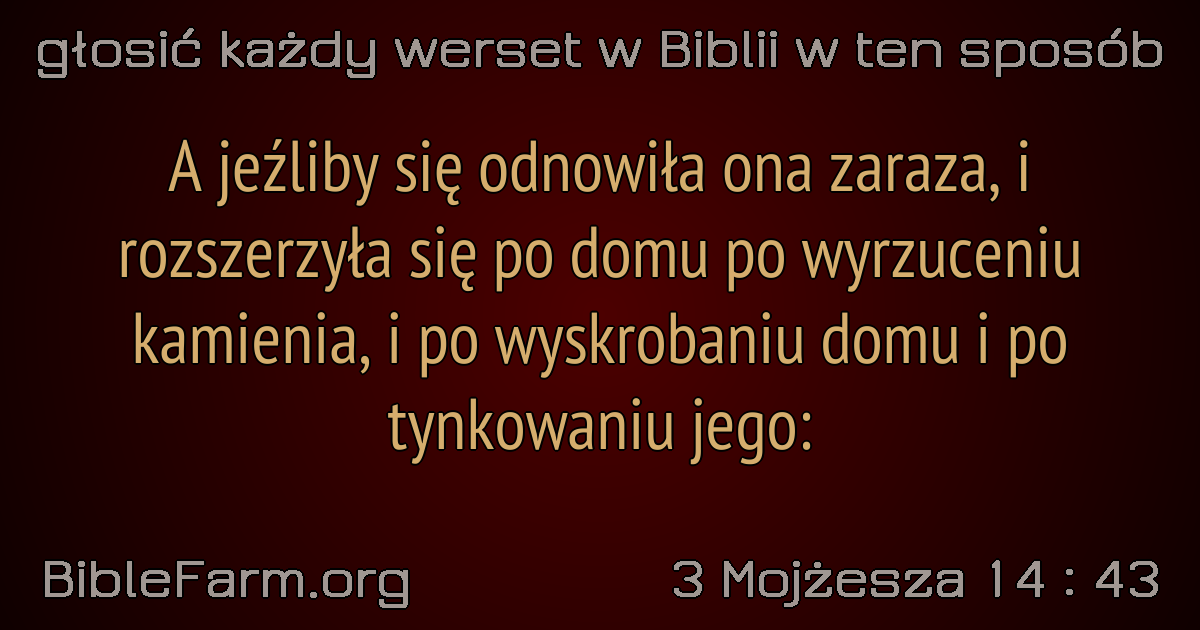 głosić każdy werset w Biblii w ten sposób
A jeźliby się odnowiła ona zaraza, i
rozszerzyła się po domu po wyrzuceniu
kamienia, i po wyskrobaniu domu i po
tynkowaniu jego:
BibleFarm.org
3 Mojżesza 14 : 43